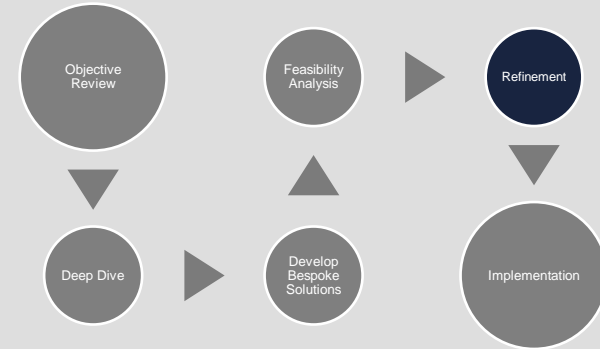 Objective
Review
Deep Dive
Develop
Bespoke
Solutions
Feasibility
Analysis
Refinement
Implementation